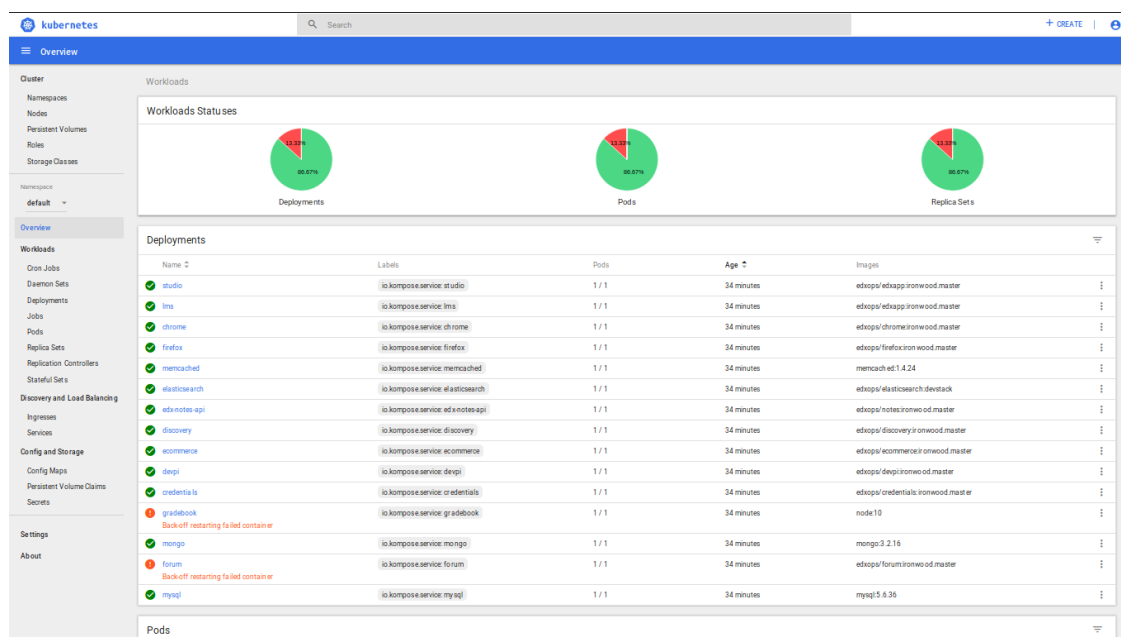 kubernetes
Search
+ CREATE
Overview
Cluster
Namespaces
Nodes
Persistent Volumes
Roles
Storage Classes
Namespace
default
Overview
Workloads
Cron Jobs
Daemon Sets
Deployments
Jobs
Pods
Replica Sets
Replication Controllers
Stateful Sets
Discovery and Load Balancing
Ingresses
Services
Config and Storage
Config Maps
Persistent Volume Claims
Secrets
Settings
About
Workloads
Workloads Statuses
13.33% 13.33% 13.33%
86.67% 86.67% 86.67%
Deployments Pods Replica Sets
Deployments
Name Labels Pods Age Images
studio io.kompose.service: studio 1 / 1 34 minutes edxops/edxapp:ironwood.master
lms io.kompose.service: lms 1 / 1 34 minutes edxops/edxapp:ironwood.master
chrome io.kompose.service: chrome 1 / 1 34 minutes edxops/chrome:ironwood.master
firefox io.kompose.service: firefox 1 / 1 34 minutes edxops/firefox:ironwood.master
memcached io.kompose.service: memcached 1 / 1 34 minutes memcached:1.4.24
elasticsearch io.kompose.service: elasticsearch 1 / 1 34 minutes edxops/elasticsearch:devstack
edx-notes-api io.kompose.service: edx-notes-api 1 / 1 34 minutes edxops/notes:ironwood.master
discovery io.kompose.service: discovery 1 / 1 34 minutes edxops/discovery:ironwood.master
ecommerce io.kompose.service: ecommerce 1 / 1 34 minutes edxops/ecommerce:ironwood.master
devpi io.kompose.service: devpi 1 / 1 34 minutes edxops/devpi:ironwood.master
credentials io.kompose.service: credentials 1 / 1 34 minutes edxops/credentials:ironwood.master
gradebook io.kompose.service: gradebook 1 / 1 34 minutes node:10
Back-off restarting failed container
mongo io.kompose.service: mongo 1 / 1 34 minutes mongo:3.2.16
forum io.kompose.service: forum 1 / 1 34 minutes edxops/forum:ironwood.master
Back-off restarting failed container
mysql io.kompose.service: mysql 1 / 1 34 minutes mysql:5.6.36
Pods